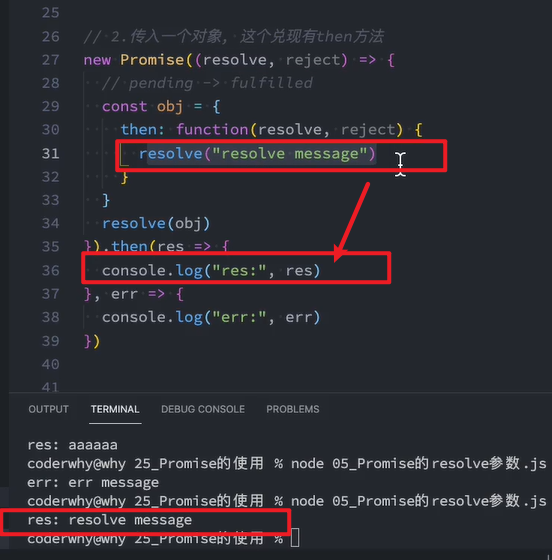 25
26 // 2.传入一个对象, 这个兑现有then方法
27 new Promise((resolve, reject) => {
28 // pending -> fulfilled
29 const obj = {
30 then: function(resolve, reject) {
31 resolve("resolve message")
32 }
33 }
34 resolve(obj)
35 }).then(res => {
36 console.log("res:", res)
37 }, err => {
38 console.log("err:", err)
39 })
40
41
OUTPUT TERMINAL DEBUG CONSOLE PROBLEMS
res: aaaaaa
coderwhy@why 25_Promise的使用 % node 05_Promise的resolve参数.js
err: err message
coderwhy@why 25_Promise的使用 % node 05_Promise的resolve参数.js
res: resolve message
coderwhy@why 25_Promise的使用 %